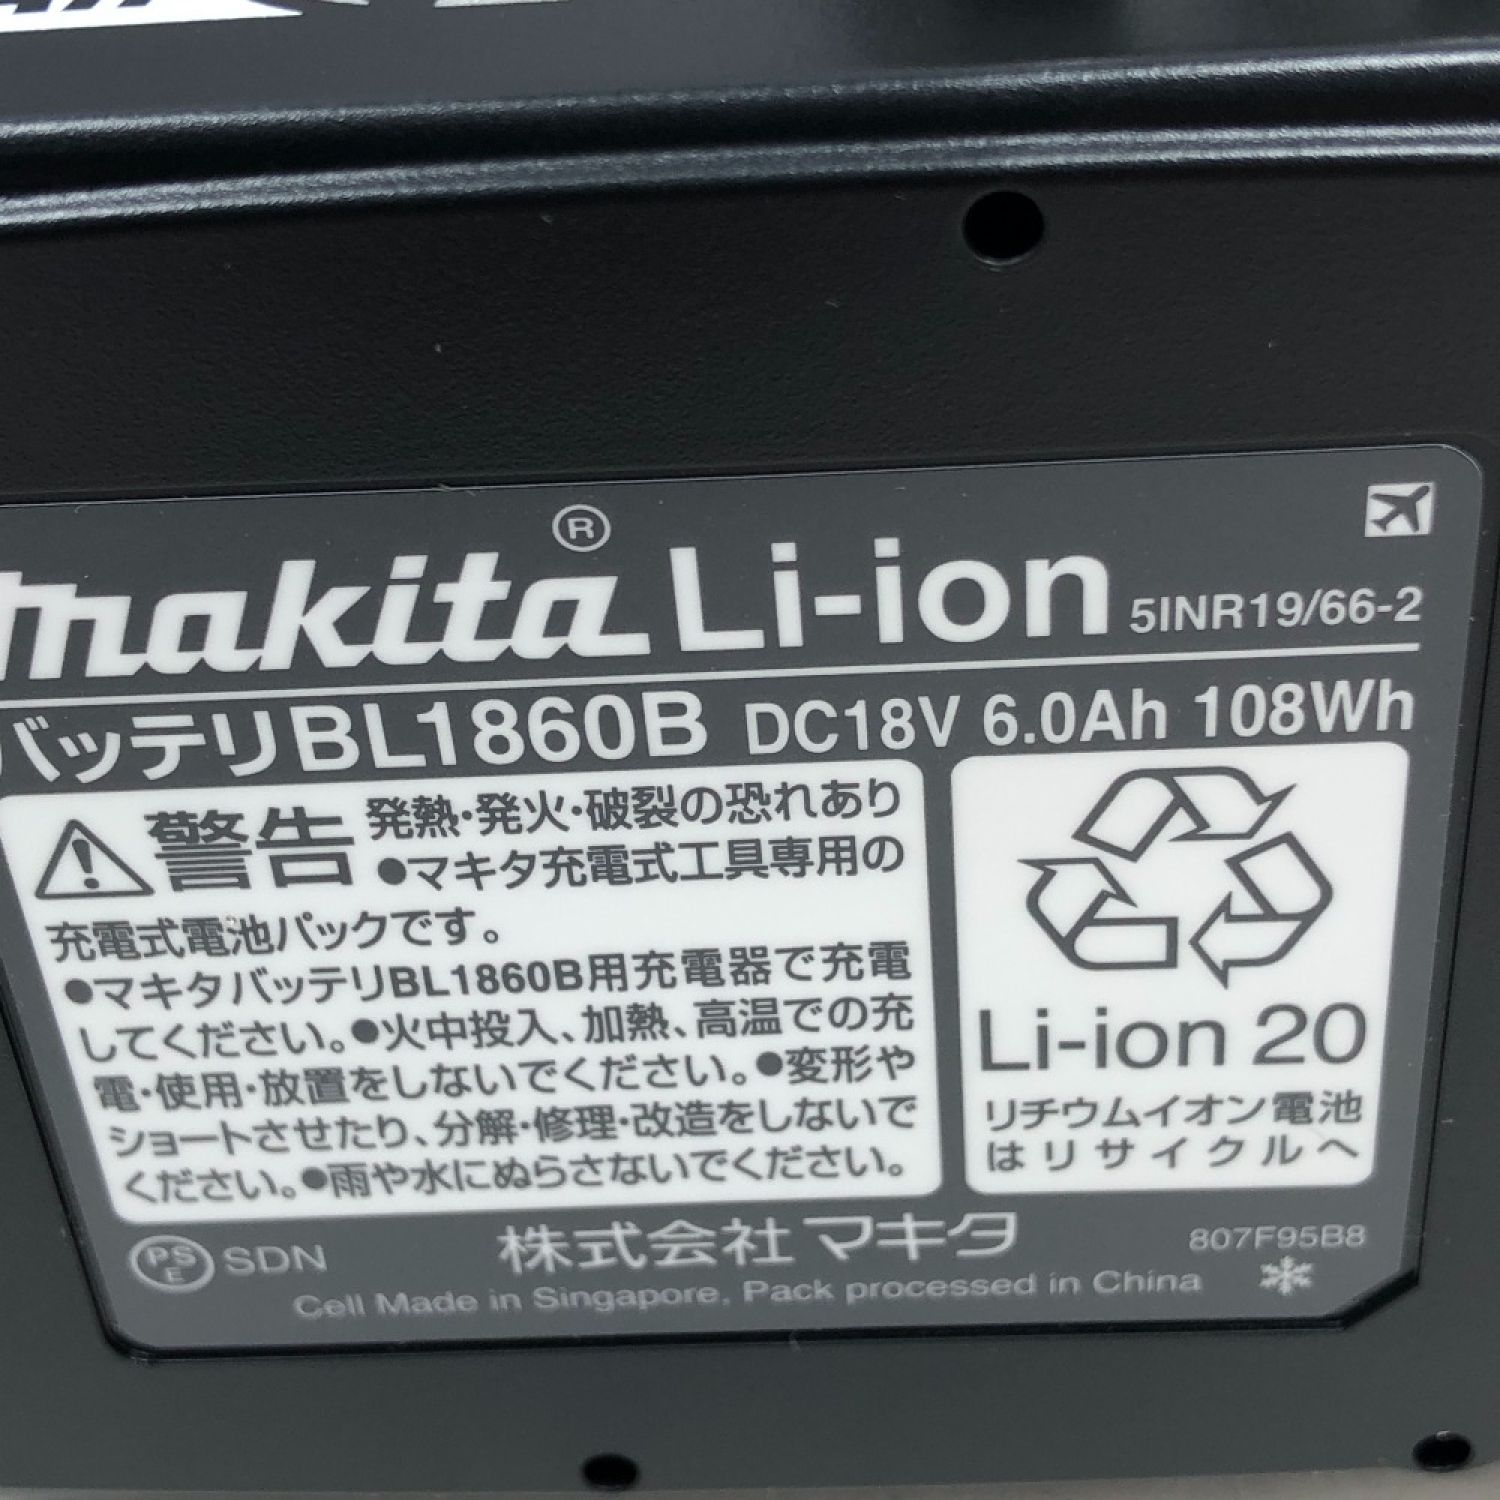 makita® Li-ion 5INR19/66-2
バッテリBL1860B DC18V 6.0Ah 108Wh
警告 発熱・発火・破裂の恐れあり
●マキタ充電式工具専用の
充電式電池パックです。
●マキタバッテリBL1860B用充電器で充電
してください。●火中投入、加熱、高温での充
電・使用・放置をしないでください。●変形や
ショートさせたり、分解・修理・改造をしないで
ください。●雨や水にぬらさないでください。
Li-ion 20
リチウムイオン電池
はリサイクルへ
PSE SDN 株式会社マキタ 807F95B8
Cell Made in Singapore, Pack processed in China